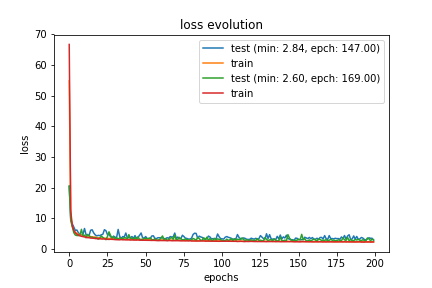 loss evolution
70
60
50
40
30
20
10
0
loss
test (min: 2.84, epch: 147.00)
train
test (min: 2.60, epch: 169.00)
train
0 25 50 75 100 125 150 175 200
epochs